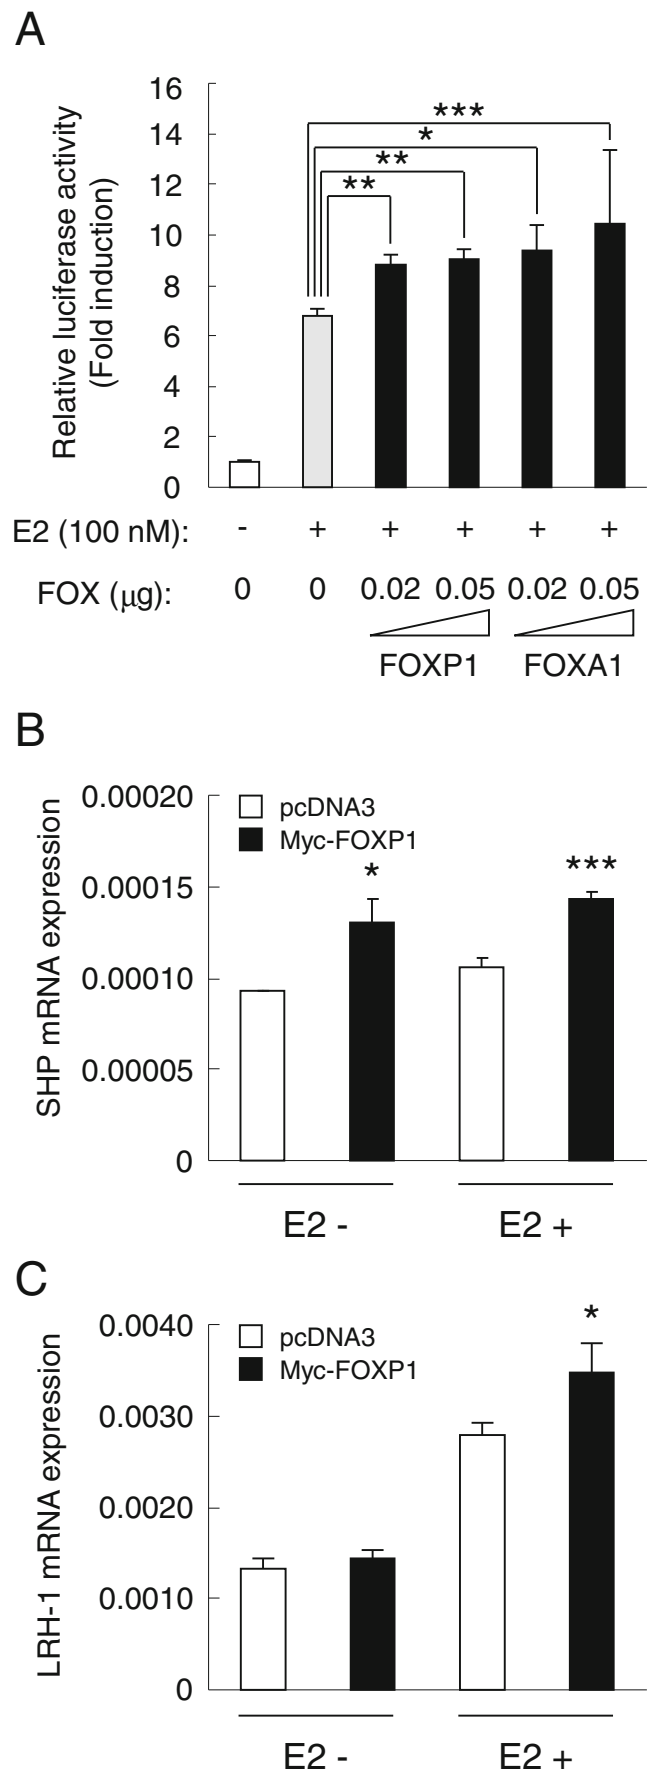 A
Relative luciferase activity
(Fold induction)
16
14
12
10
8
6
4
2
0
***
*
**
**
E2 (100 nM): - + + + + +
FOX (μg): 0 0 0.02 0.05 0.02 0.05
FOXP1 FOXA1
B
SHP mRNA expression
0.00020
0.00015
0.00010
0.00005
0
pcDNA3
Myc-FOXP1
*
***
E2 - E2 +
C
LRH-1 mRNA expression
0.0040
0.0030
0.0020
0.0010
0
pcDNA3
Myc-FOXP1
*
E2 - E2 +